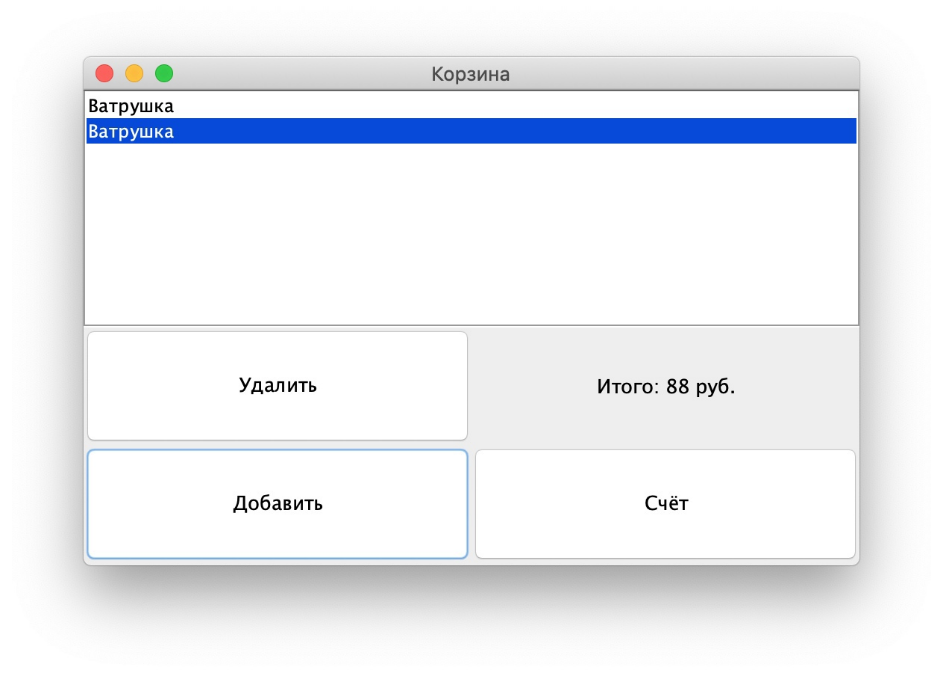 Корзина
Ватрушка
Ватрушка
Удалить
Итого: 88 руб.
Добавить
Счёт